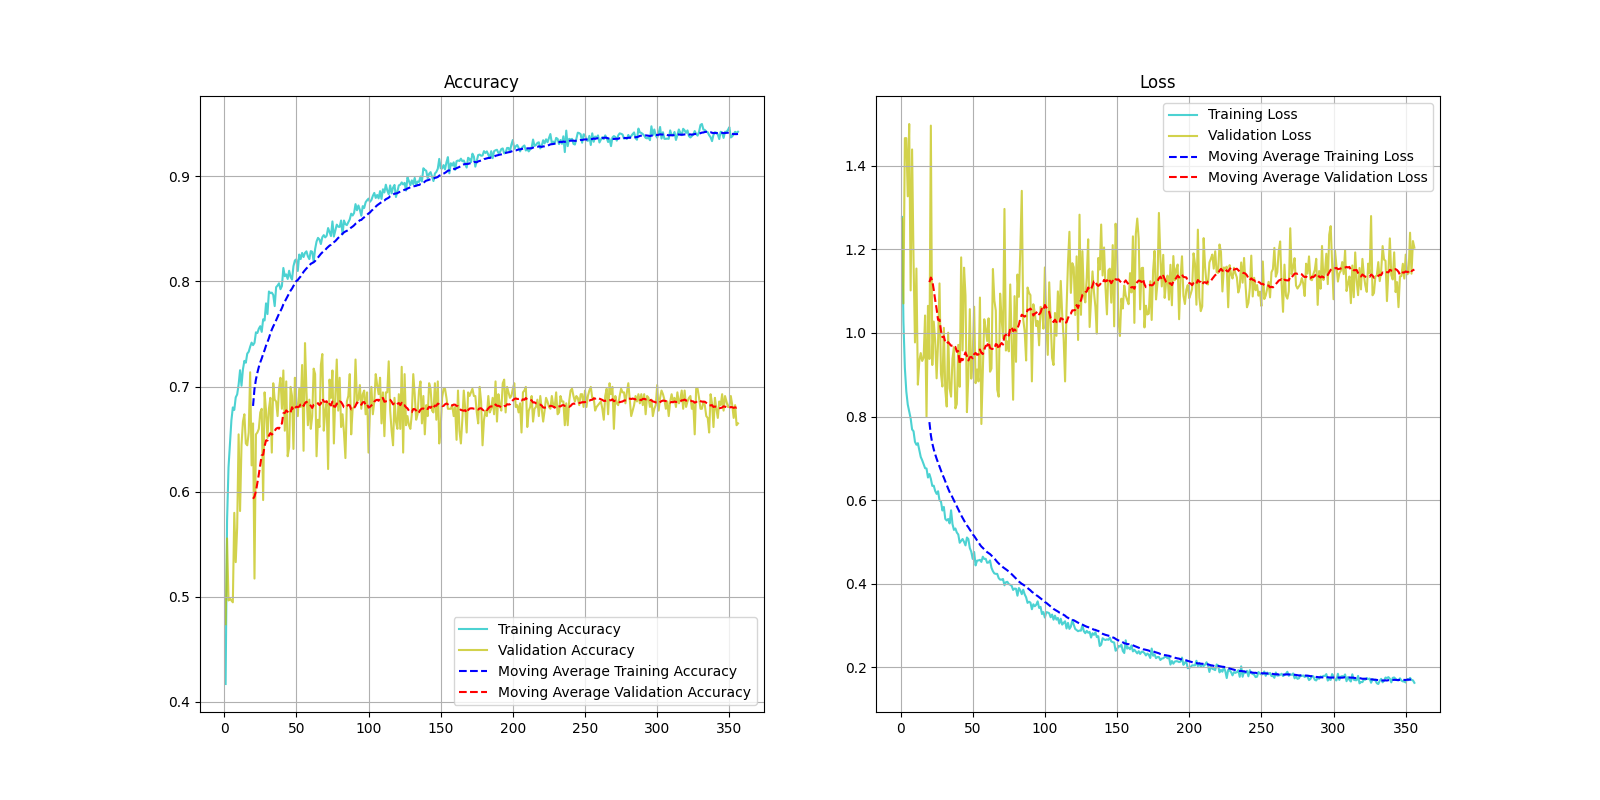 Accuracy
0.9
0.8
0.7
0.6
0.5
0.4
0 50 100 150 200 250 300 350
Training Accuracy
Validation Accuracy
Moving Average Training Accuracy
Moving Average Validation Accuracy
Loss
1.4
1.2
1.0
0.8
0.6
0.4
0.2
0 50 100 150 200 250 300 350
Training Loss
Validation Loss
Moving Average Training Loss
Moving Average Validation Loss